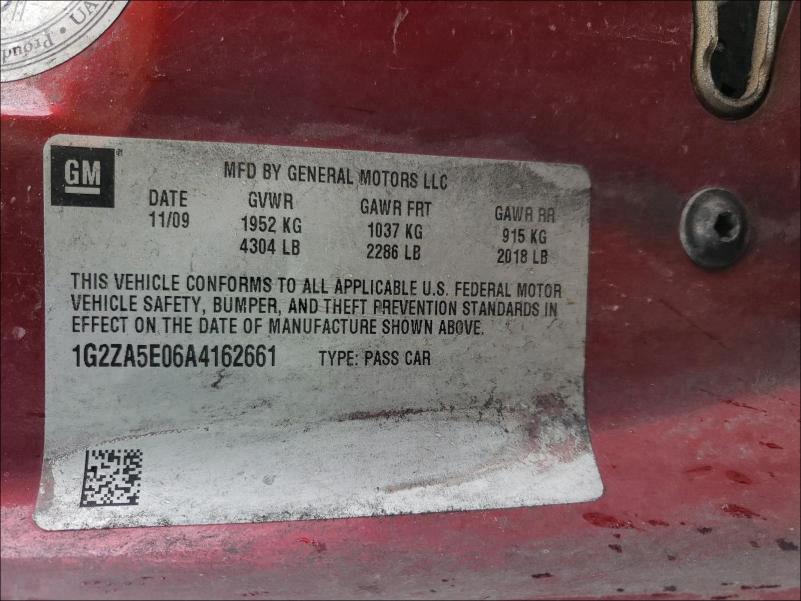 Proud
UA
GM
MFD BY GENERAL MOTORS LLC
DATE GVWR GAWR FRT GAWR RR
11/09 1952 KG 1037 KG 915 KG
4304 LB 2286 LB 2018 LB
THIS VEHICLE CONFORMS TO ALL APPLICABLE U.S. FEDERAL MOTOR
VEHICLE SAFETY, BUMPER, AND THEFT PREVENTION STANDARDS IN
EFFECT ON THE DATE OF MANUFACTURE SHOWN ABOVE.
1G2ZA5E06A4162661 TYPE: PASS CAR